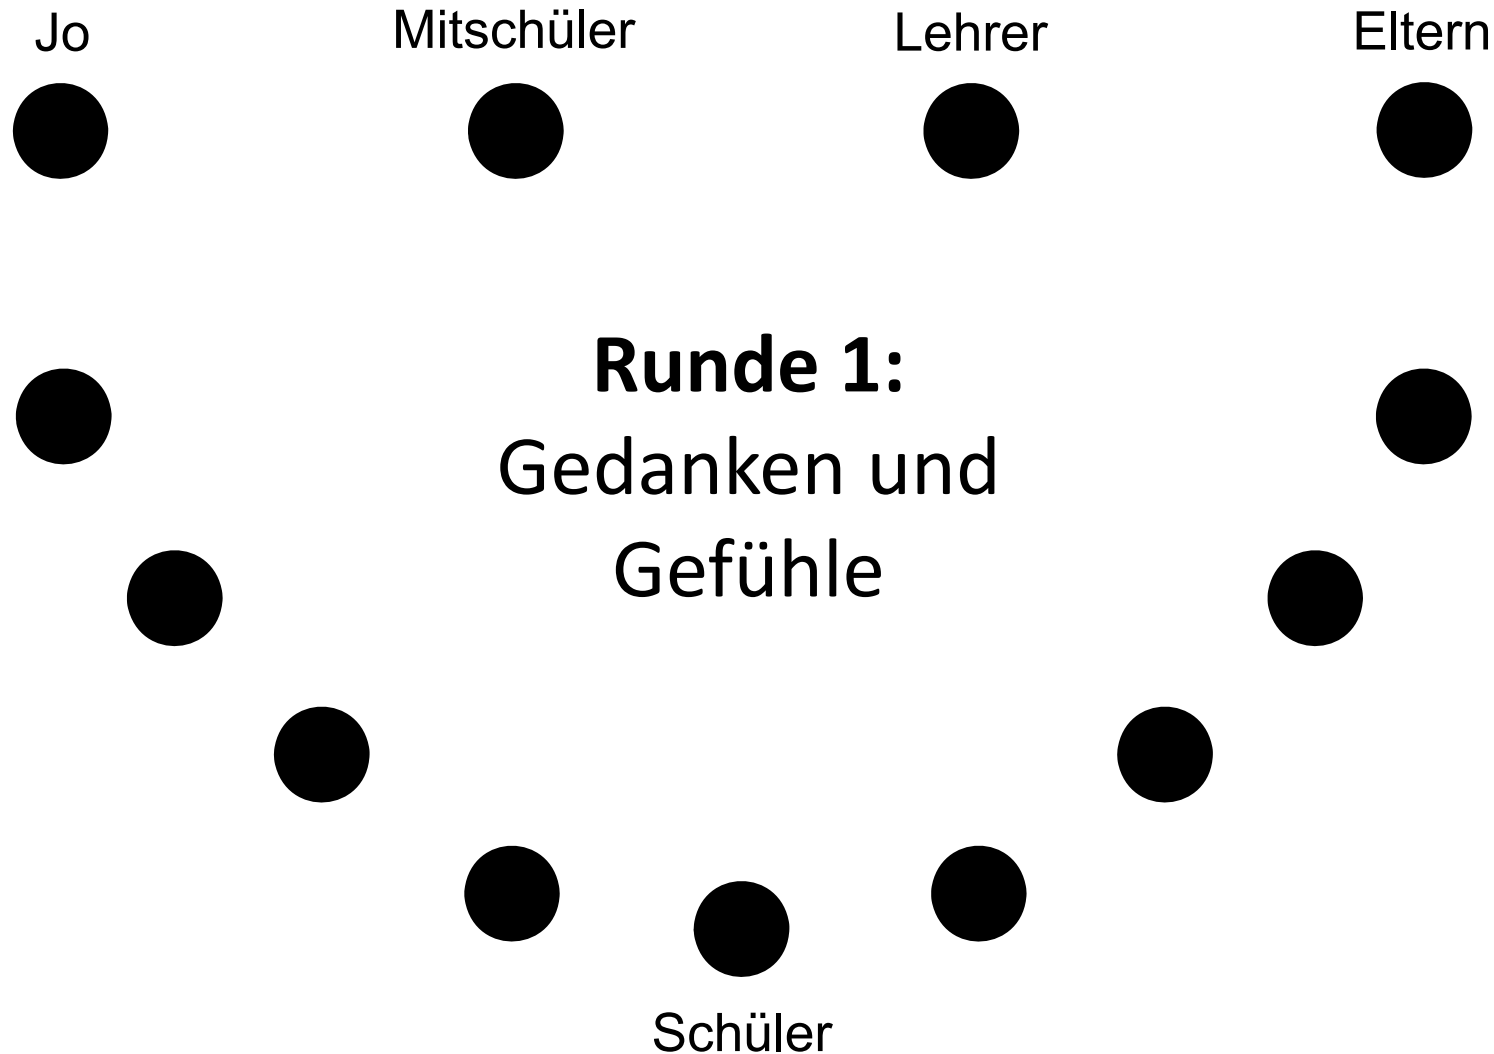 Jo
Mitschüler
Lehrer
Eltern
Runde 1:
Gedanken und
Gefühle
Schüler